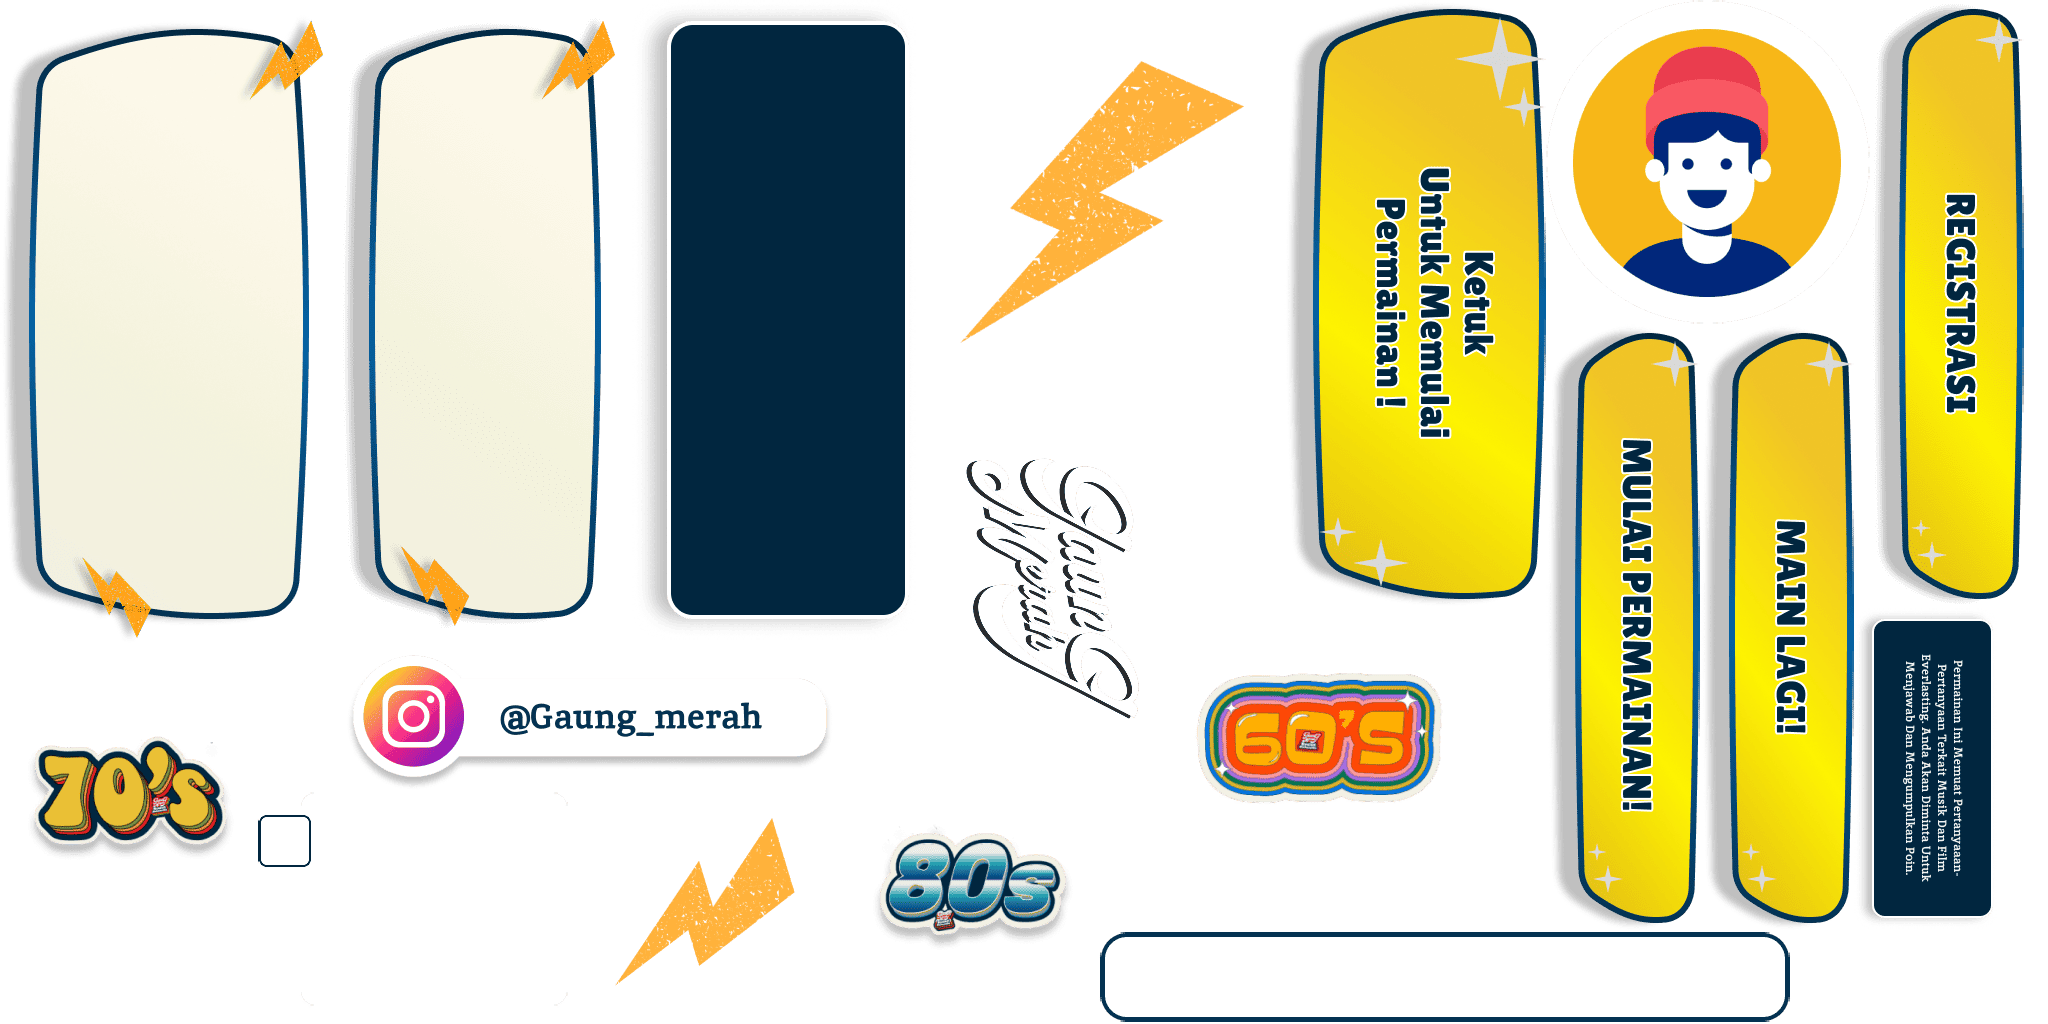 Ketuk
Untuk Memulai
Permainan !
REGISTRASI
MULAI PERMAINAN!
MAIN LAGI!
Permainan Ini Memuat Pertanyaaan-
Pertanyaan Terkait Musik Dan Film
Everlasting. Anda Akan Diminta Untuk
Menjawab Dan Mengumpulkan Poin.
Gaung
Merah
@Gaung_merah
60'S
70's
80s